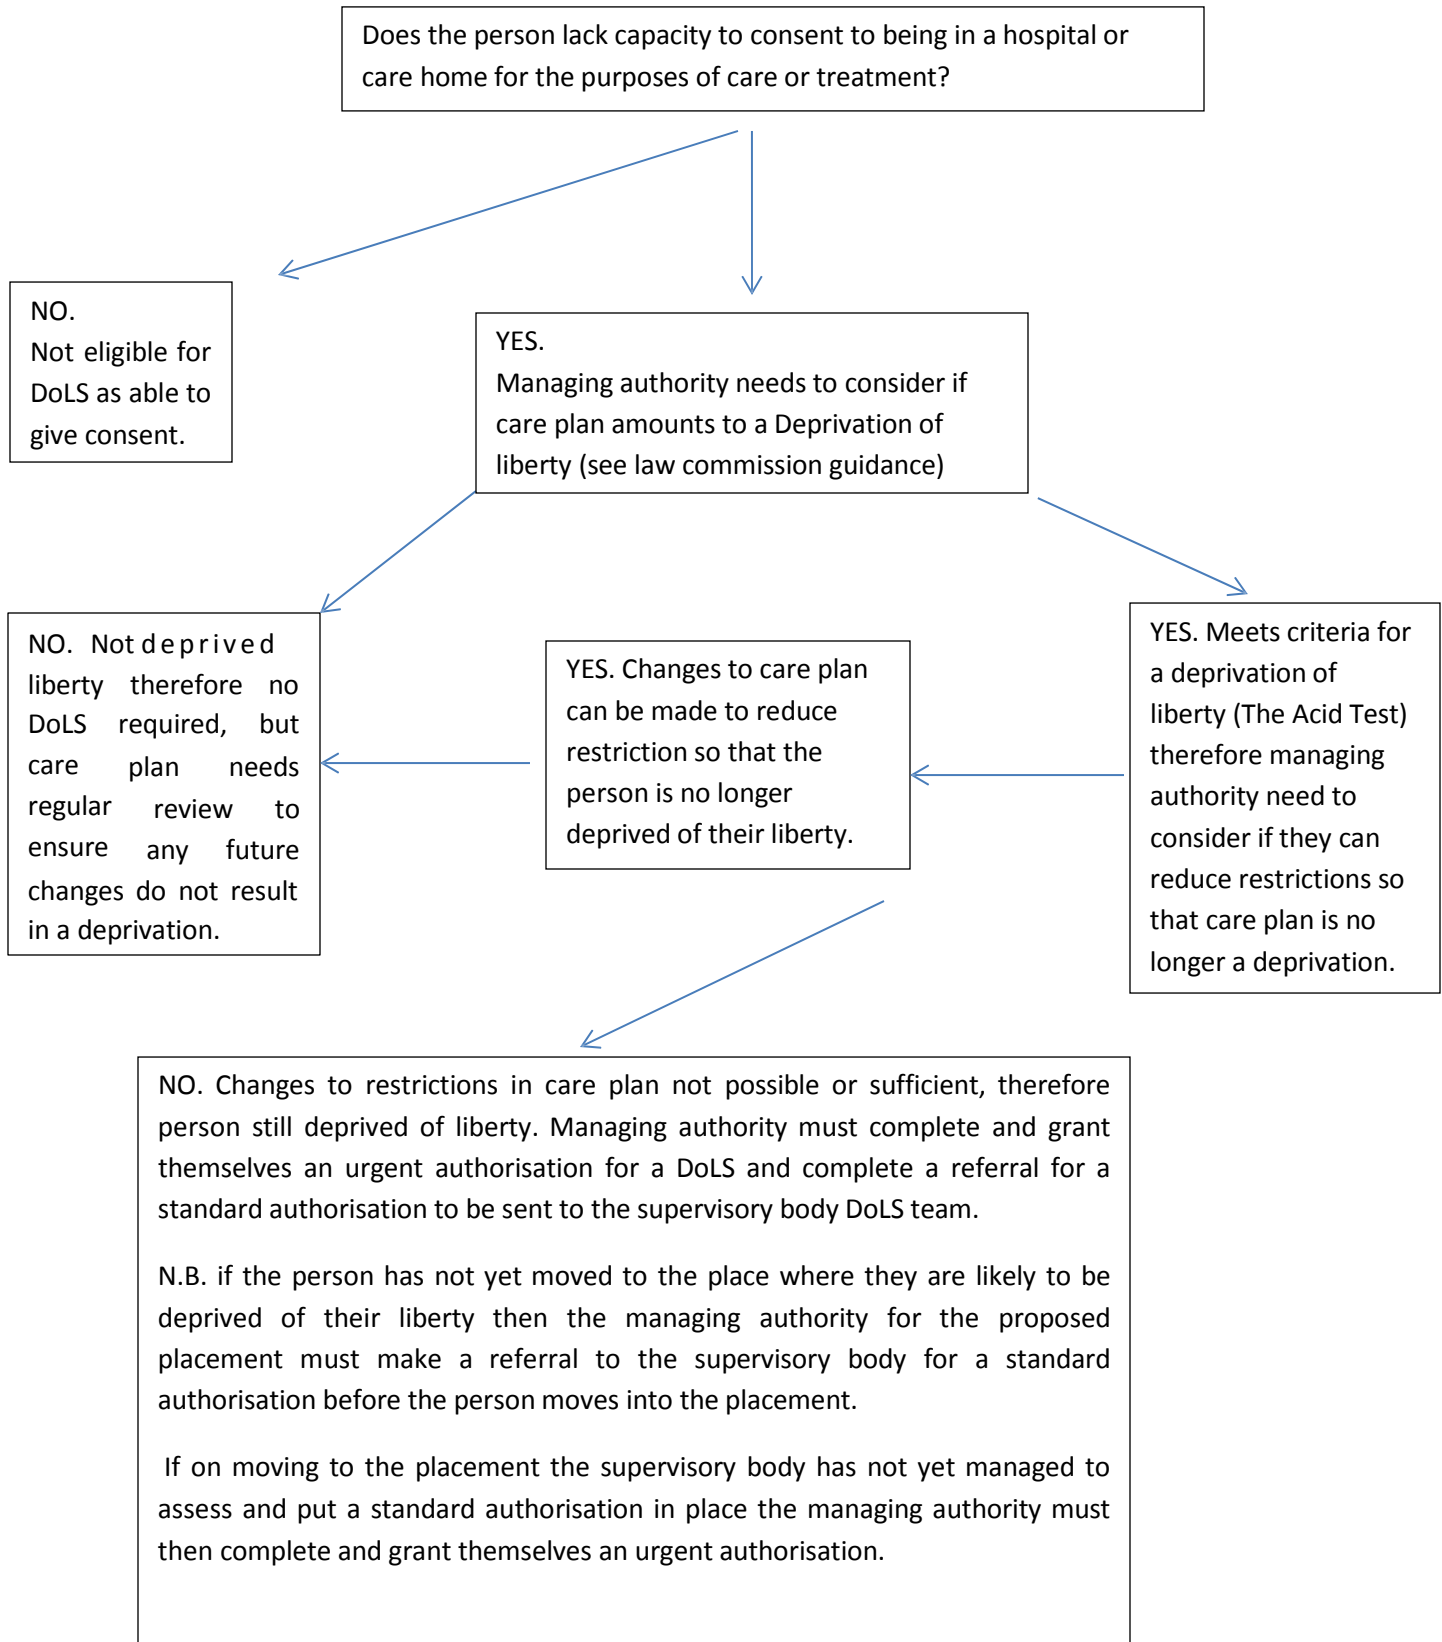 Does the person lack capacity to consent to being in a hospital or
care home for the purposes of care or treatment?
NO.
Not eligible for
DoLS as able to
give consent.
YES.
Managing authority needs to consider if
care plan amounts to a Deprivation of
liberty (see law commission guidance)
NO. Not deprived
liberty therefore no
DoLS required, but
care plan needs
regular review to
ensure any future
changes do not result
in a deprivation.
YES. Changes to care plan
can be made to reduce
restriction so that the
person is no longer
deprived of their liberty.
YES. Meets criteria for
a deprivation of
liberty (The Acid Test)
therefore managing
authority need to
consider if they can
reduce restrictions so
that care plan is no
longer a deprivation.
NO. Changes to restrictions in care plan not possible or sufficient, therefore
person still deprived of liberty. Managing authority must complete and grant
themselves an urgent authorisation for a DoLS and complete a referral for a
standard authorisation to be sent to the supervisory body DoLS team.
N.B. if the person has not yet moved to the place where they are likely to be
deprived of their liberty then the managing authority for the proposed
placement must make a referral to the supervisory body for a standard
authorisation before the person moves into the placement.
If on moving to the placement the supervisory body has not yet managed to
assess and put a standard authorisation in place the managing authority must
then complete and grant themselves an urgent authorisation.